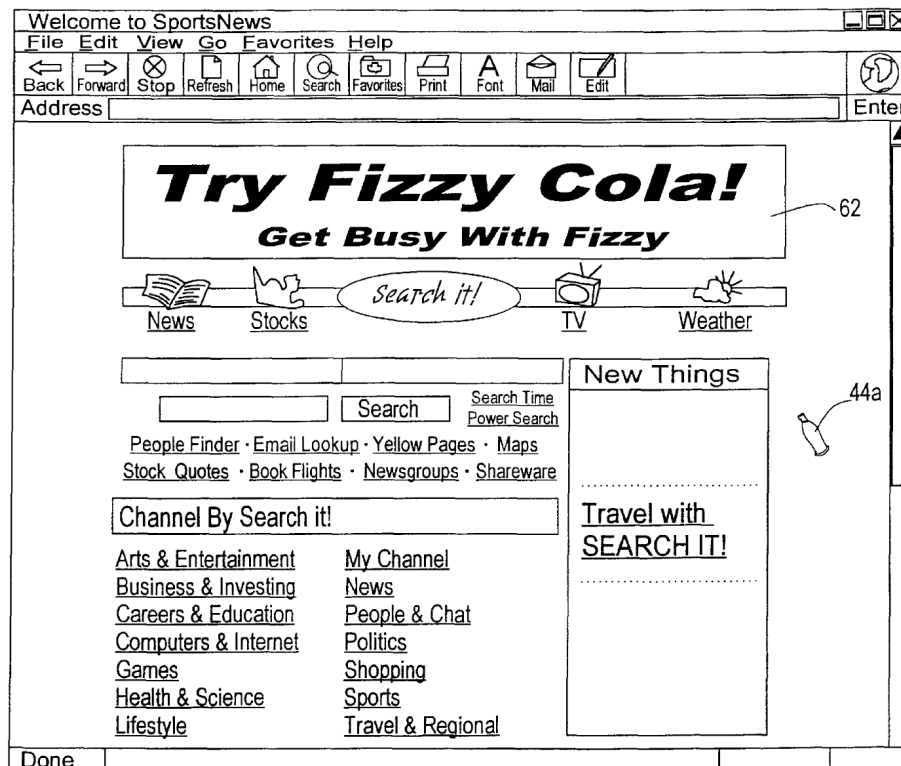 Welcome to SportsNews
File Edit View Go Favorites Help
Back Forward Stop Refresh Home Search Favorites Print Font Mail Edit
Address Enter
Try Fizzy Cola!
Get Busy With Fizzy
62
Search it!
News Stocks TV Weather
New Things
44a
Search Search Time
Power Search
People Finder · Email Lookup · Yellow Pages · Maps
Stock Quotes · Book Flights · Newsgroups · Shareware
Channel By Search it!
Travel with
SEARCH IT!
Arts & Entertainment My Channel
Business & Investing News
Careers & Education People & Chat
Computers & Internet Politics
Games Shopping
Health & Science Sports
Lifestyle Travel & Regional
Done